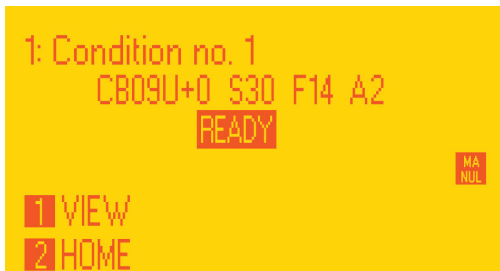 1: Condition no. 1
CB09U+0 S30 F14 A2
READY
MA
NUL
1 VIEW
2 HOME